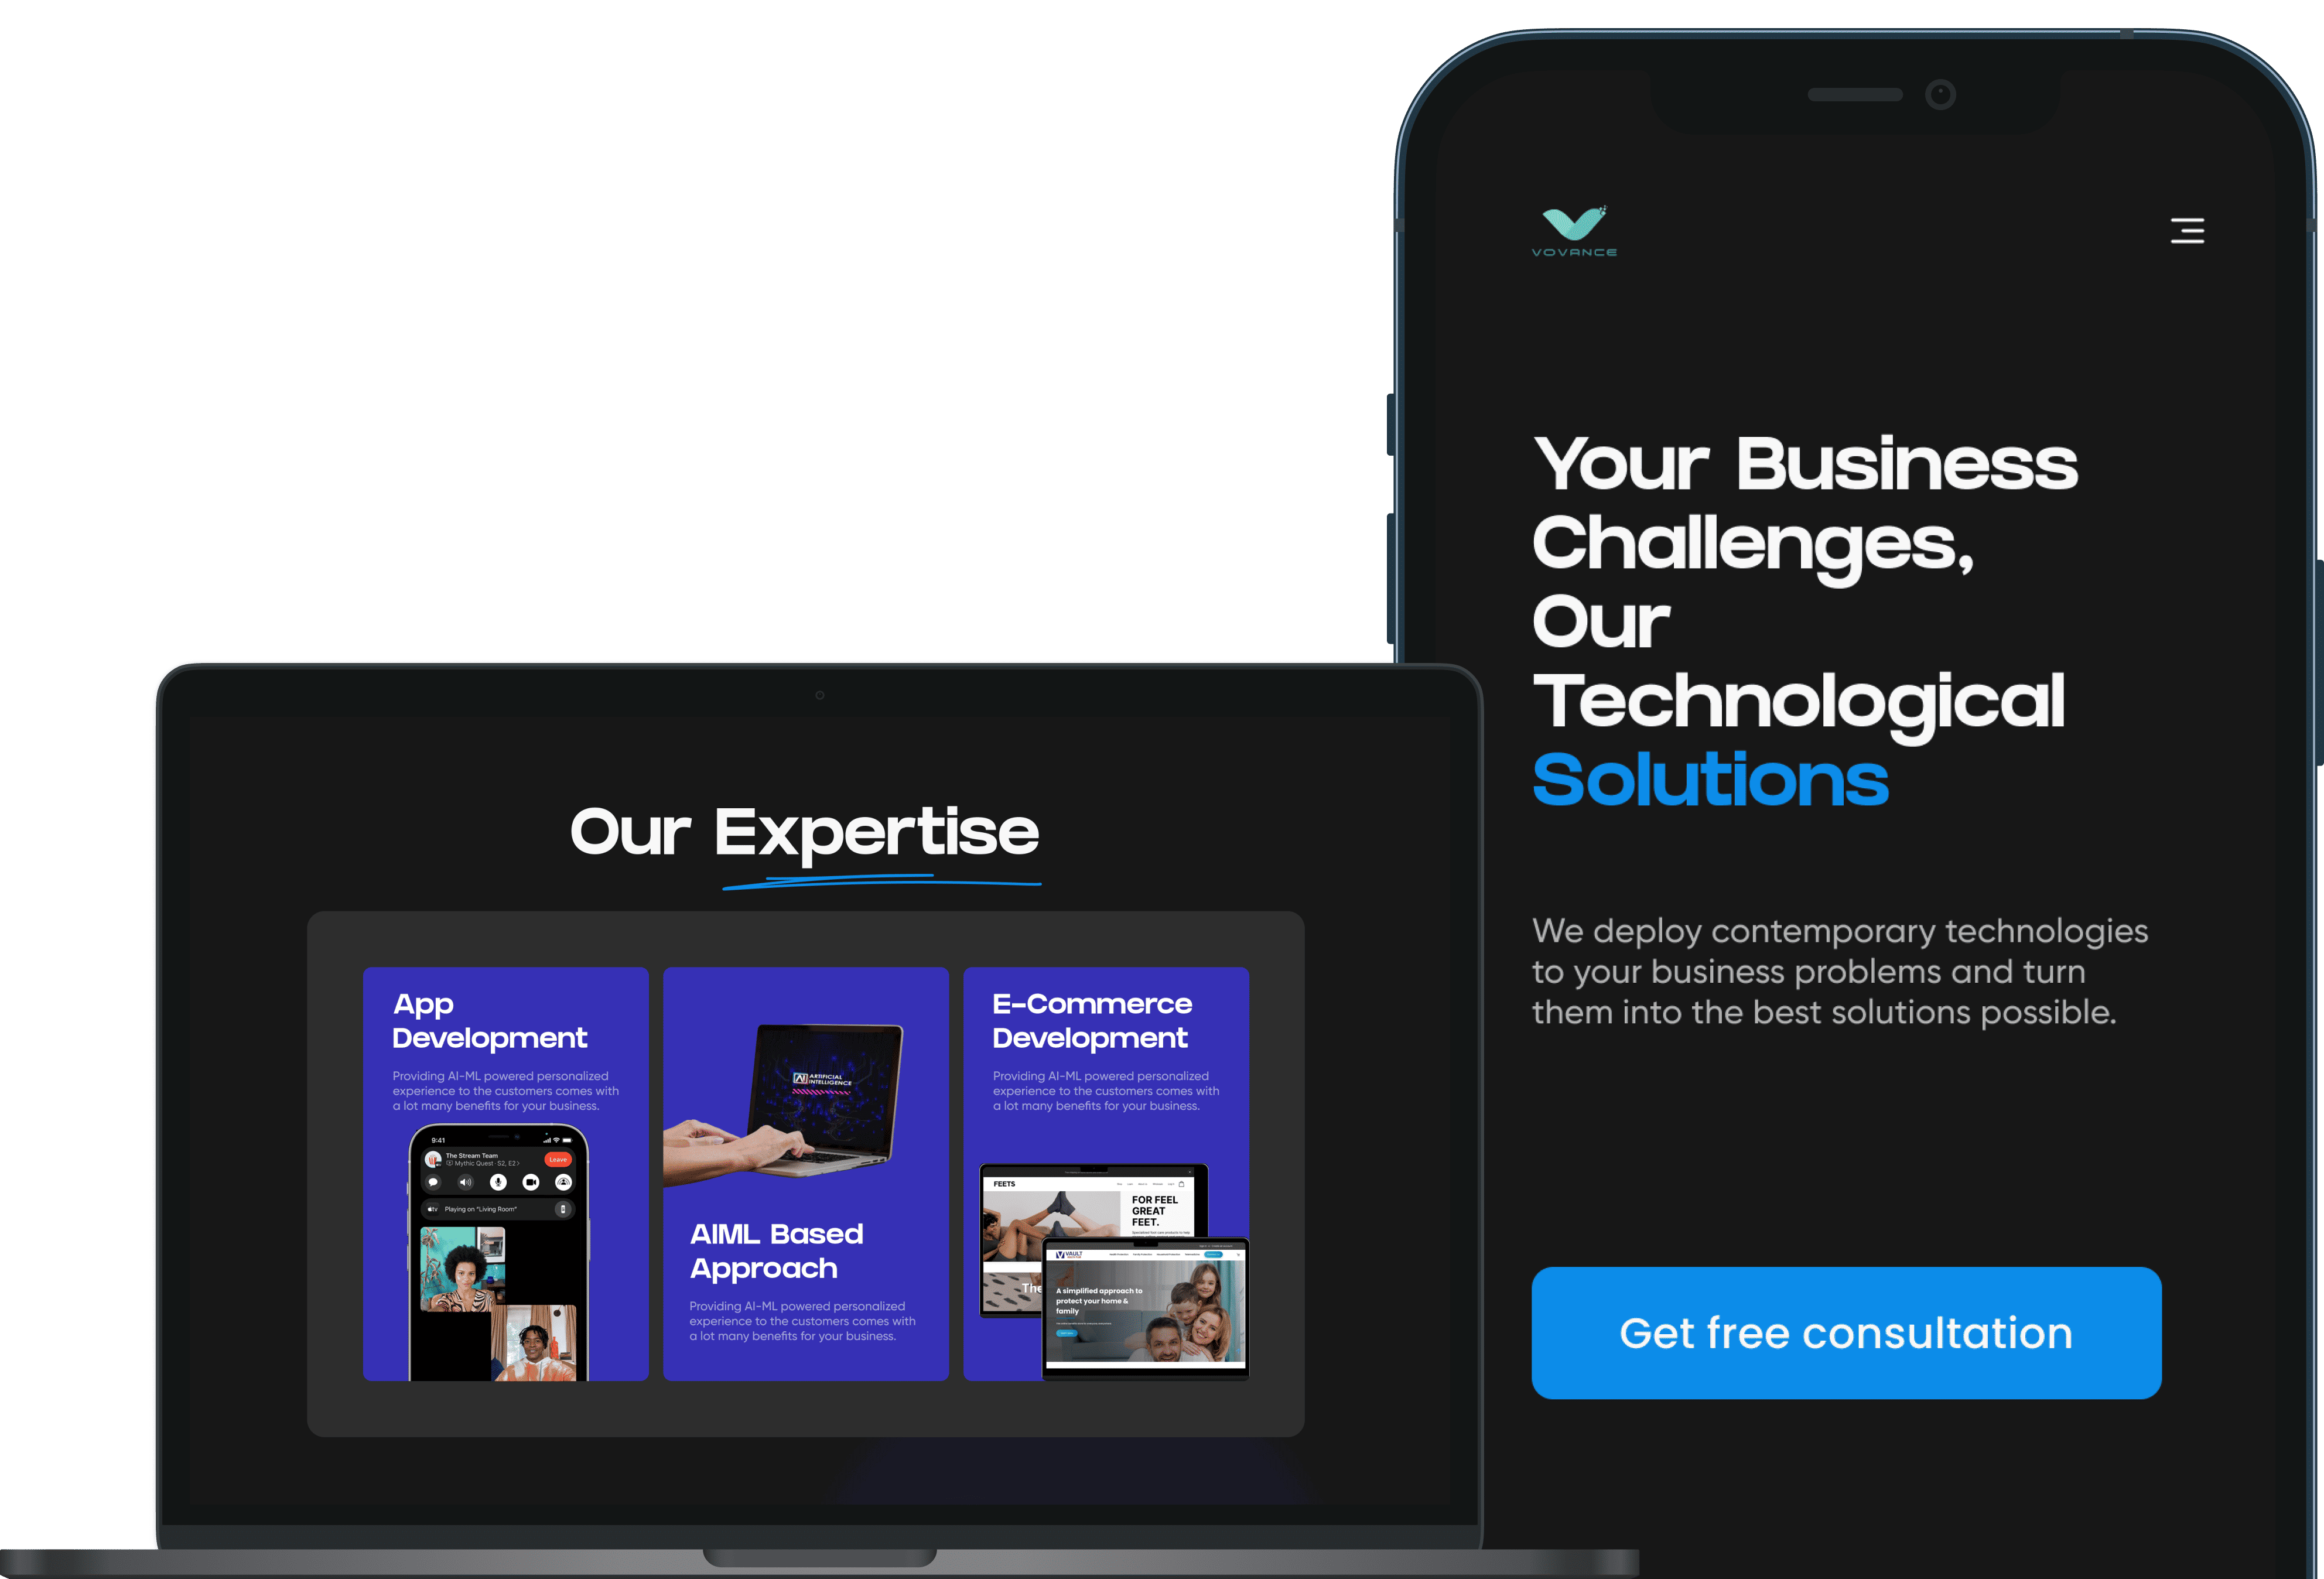 VOVANCE
Your Business
Challenges,
Our
Technological
Solutions
We deploy contemporary technologies
to your business problems and turn
them into the best solutions possible.
Get free consultation
Our Expertise
App
Development
Providing AI-ML powered personalized
experience to the customers comes with
a lot many benefits for your business.
9:41
The Stream Team
Mythic Quest · S2, E2 >
Leave
tv Playing on "Living Room"
AI ARTIFICIAL
INTELLIGENCE
AIML Based
Approach
Providing AI-ML powered personalized
experience to the customers comes with
a lot many benefits for your business.
E-Commerce
Development
Providing AI-ML powered personalized
experience to the customers comes with
a lot many benefits for your business.
FEETS
FOR FEEL
GREAT
FEET.
The
VAULT
A simplified approach to
protect your home &
family